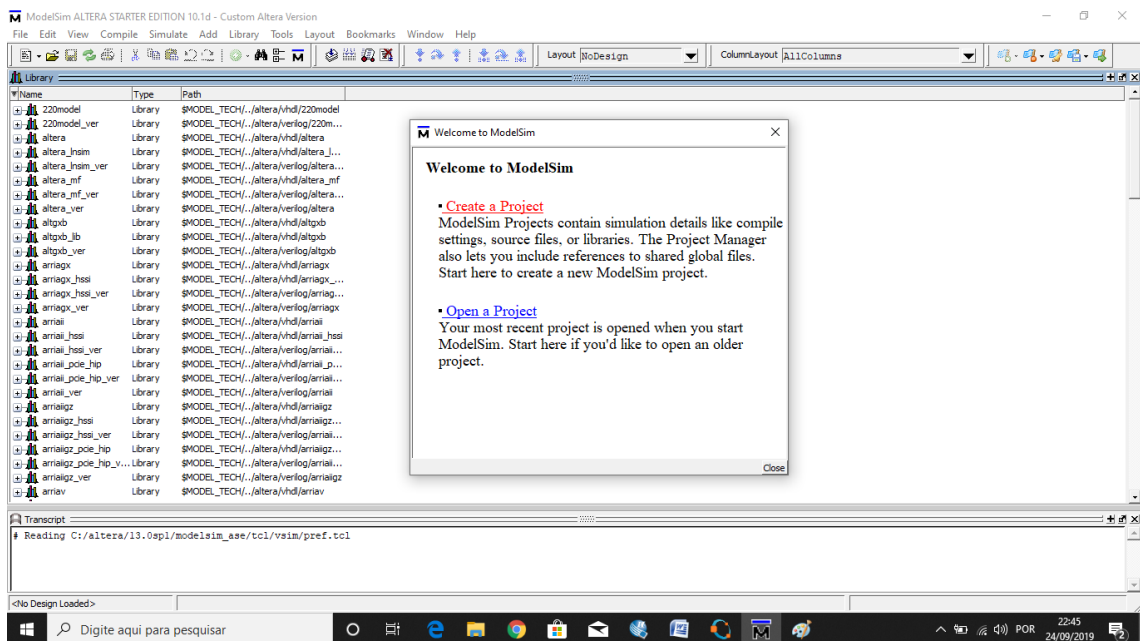 ModelSim ALTERA STARTER EDITION 10.1d - Custom Altera Version
File Edit View Compile Simulate Add Library Tools Layout Bookmarks Window Help
Layout NoDesign ColumnLayout AllColumns
Library
Name Type Path
220model Library $MODEL_TECH/../altera/vhdl/220model
220model_ver Library $MODEL_TECH/../altera/verilog/220m...
altera Library $MODEL_TECH/../altera/vhdl/altera
altera_lnsim Library $MODEL_TECH/../altera/vhdl/altera_l...
altera_lnsim_ver Library $MODEL_TECH/../altera/verilog/altera...
altera_mf Library $MODEL_TECH/../altera/vhdl/altera_mf
altera_mf_ver Library $MODEL_TECH/../altera/verilog/altera...
altera_ver Library $MODEL_TECH/../altera/verilog/altera
altgxb Library $MODEL_TECH/../altera/vhdl/altgxb
altgxb_lib Library $MODEL_TECH/../altera/vhdl/altgxb
altgxb_ver Library $MODEL_TECH/../altera/verilog/altgxb
arriagx Library $MODEL_TECH/../altera/vhdl/arriagx
arriagx_hssi Library $MODEL_TECH/../altera/vhdl/arriagx_...
arriagx_hssi_ver Library $MODEL_TECH/../altera/verilog/arriag...
arriagx_ver Library $MODEL_TECH/../altera/verilog/arriagx
arriaii Library $MODEL_TECH/../altera/vhdl/arriaii
arriaii_hssi Library $MODEL_TECH/../altera/vhdl/arriaii_hssi
arriaii_hssi_ver Library $MODEL_TECH/../altera/verilog/arriaii...
arriaii_pcie_hip Library $MODEL_TECH/../altera/vhdl/arriaii_p...
arriaii_pcie_hip_ver Library $MODEL_TECH/../altera/verilog/arriaii...
arriaii_ver Library $MODEL_TECH/../altera/verilog/arriaii
arriaiigz Library $MODEL_TECH/../altera/vhdl/arriaiigz
arriaiigz_hssi Library $MODEL_TECH/../altera/vhdl/arriaiigz...
arriaiigz_hssi_ver Library $MODEL_TECH/../altera/verilog/arriaii...
arriaiigz_pcie_hip Library $MODEL_TECH/../altera/vhdl/arriaiigz...
arriaiigz_pcie_hip_v... Library $MODEL_TECH/../altera/verilog/arriaii...
arriaiigz_ver Library $MODEL_TECH/../altera/verilog/arriaiigz
arriav Library $MODEL_TECH/../altera/vhdl/arriav
Welcome to ModelSim
Welcome to ModelSim
Create a Project
ModelSim Projects contain simulation details like compile
settings, source files, or libraries. The Project Manager
also lets you include references to shared global files.
Start here to create a new ModelSim project.
Open a Project
Your most recent project is opened when you start
ModelSim. Start here if you'd like to open an older
project.
Close
Transcript
# Reading C:/altera/13.0sp1/modelsim_ase/tcl/vsim/pref.tcl
<No Design Loaded>
Digite aqui para pesquisar
POR
22:45
24/09/2019